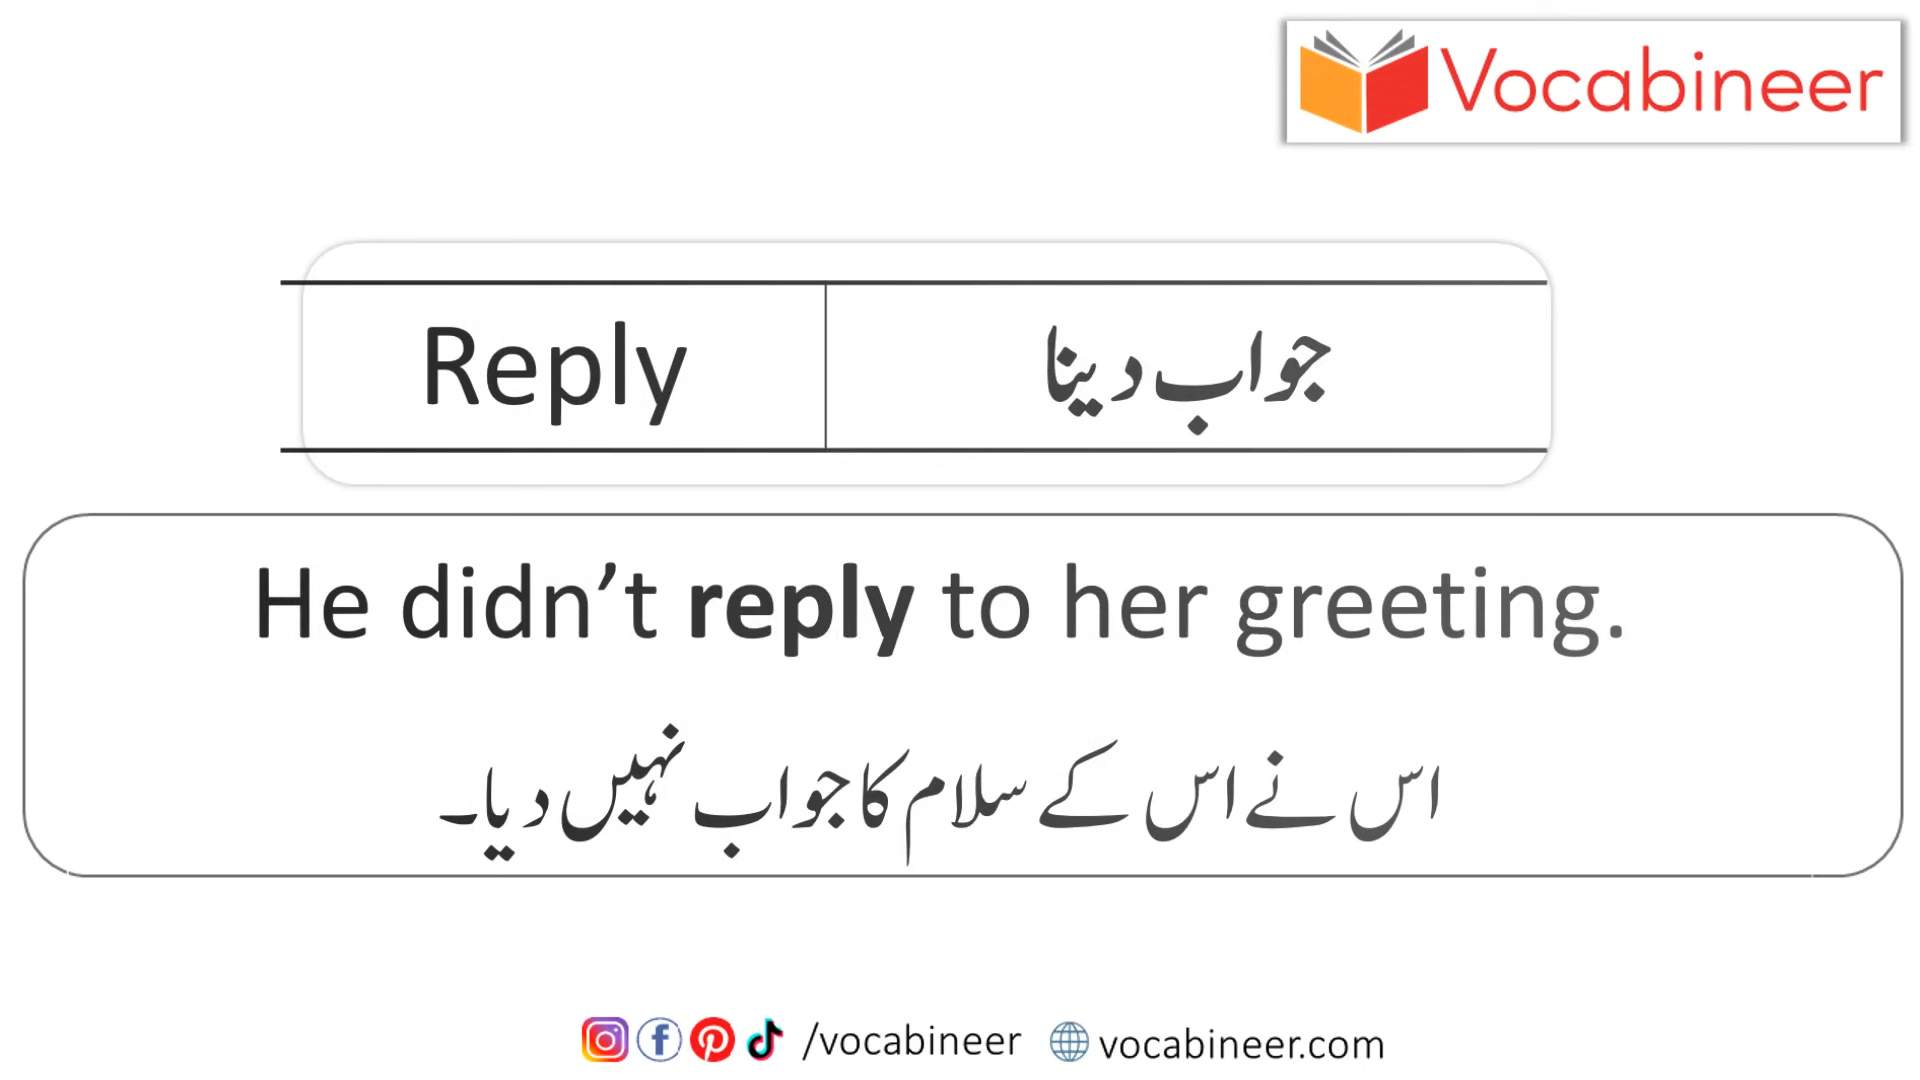 Vocabineer
Reply
جواب دینا
He didn’t reply to her greeting.
اس نے اس کے سلام کا جواب نہیں دیا۔
/vocabineer
vocabineer.com